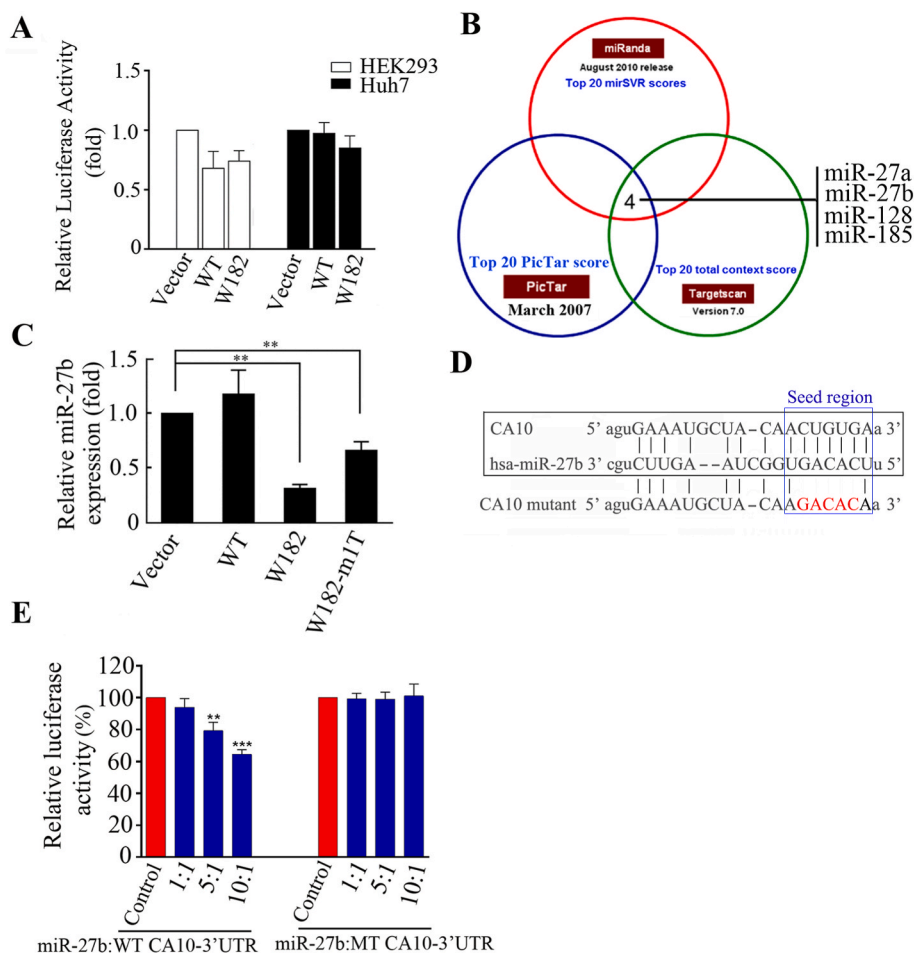 A
Relative Luciferase Activity
(fold)
1.5
1.0
0.5
0
HEK293
Huh7
Vector
WT
W182
Vector
WT
W182
B
miRanda
August 2010 release
Top 20 mirSVR scores
4
miR-27a
miR-27b
miR-128
miR-185
Top 20 PicTar score
PicTar
March 2007
Top 20 total context score
Targetscan
Version 7.0
C
Relative miR-27b
expression (fold)
1.5
1.0
0.5
0
**
**
Vector
WT
W182
W182-m1T
D
Seed region
CA10 5’ aguGAAAUGCUA-CAACUGUGAa 3’
hsa-miR-27b 3’ cguCUUGA--AUCGGUGACACUu 5’
CA10 mutant 5’ aguGAAAUGCUA-CAAGACACAa 3’
E
Relative luciferase
activity (%)
120
100
80
60
40
20
0
**
***
Control
1:1
5:1
10:1
Control
1:1
5:1
10:1
miR-27b:WT CA10-3’UTR
miR-27b:MT CA10-3’UTR